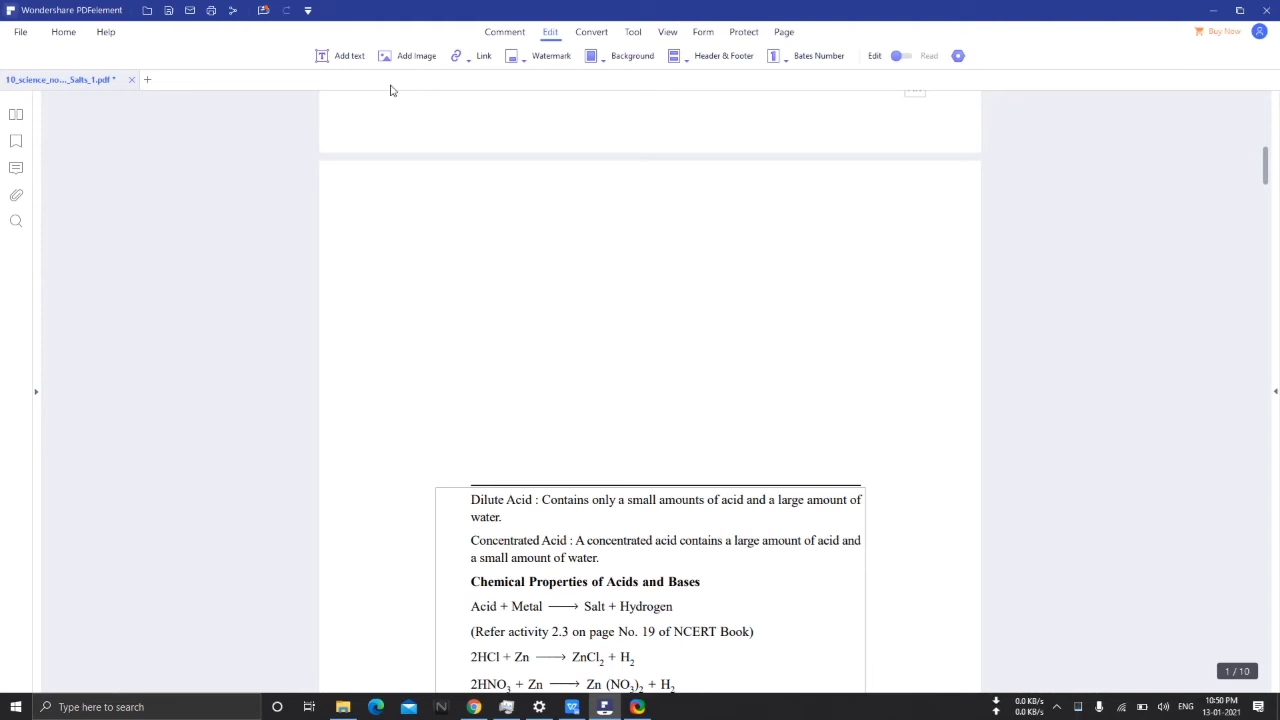 Wondershare PDFelement
File Home Help Comment Edit Convert Tool View Form Protect Page Buy Now
Add text Add Image Link Watermark Background Header & Footer Bates Number Edit Read
10_science_no..._Salts_1.pdf *
Dilute Acid : Contains only a small amounts of acid and a large amount of
water.
Concentrated Acid : A concentrated acid contains a large amount of acid and
a small amount of water.
Chemical Properties of Acids and Bases
Acid + Metal ⟶ Salt + Hydrogen
(Refer activity 2.3 on page No. 19 of NCERT Book)
2HCl + Zn ⟶ ZnCl₂ + H₂
2HNO₃ + Zn ⟶ Zn (NO₃)₂ + H₂
1 / 10
Type here to search
0.0 KB/s
0.0 KB/s
ENG
10:50 PM
13-01-2021